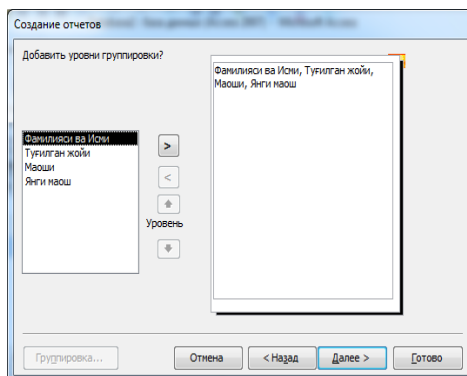 Создание отчетов
Добавить уровни группировки?
Фамилияси ва Исми, Туғилган жойи,
Маоши, Янги маош
Фамилияси ва Исми
Туғилган жойи
Маоши
Янги маош
>
<
Уровень
Группировка...
Отмена
< Назад
Далее >
Готово